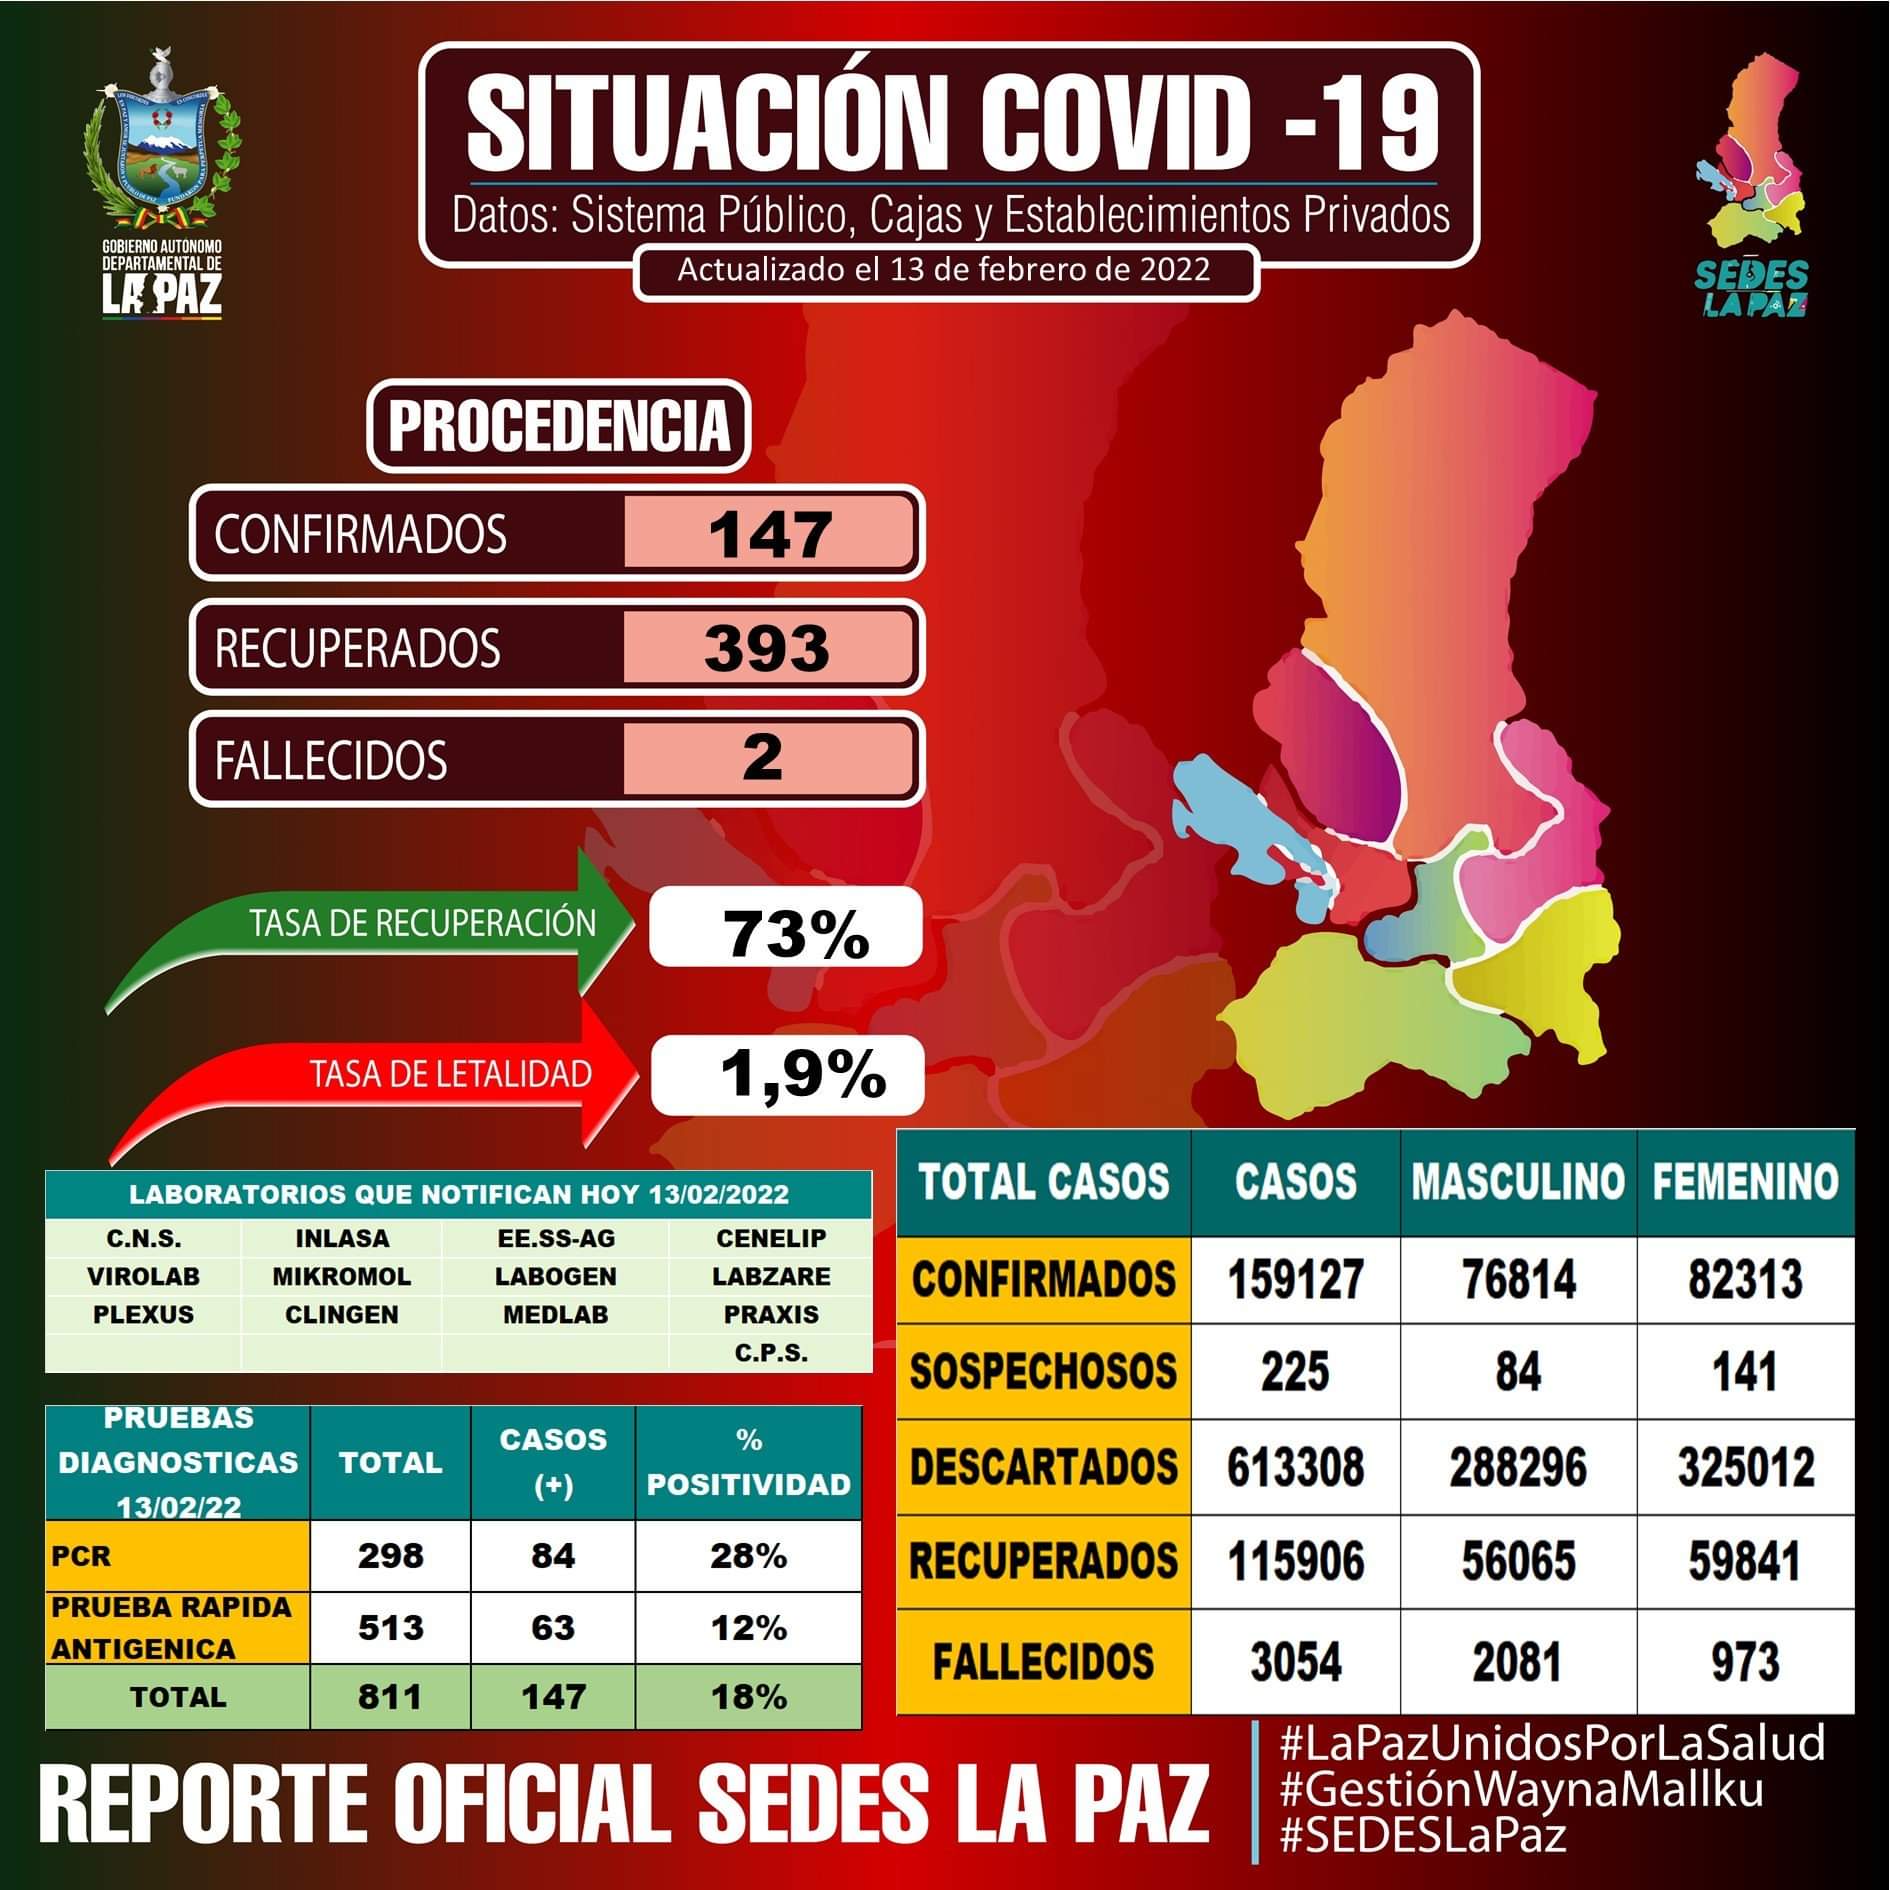 SITUACIÓN COVID -19
Datos: Sistema Público, Cajas y Establecimientos Privados
Actualizado el 13 de febrero de 2022
GOBIERNO AUTÓNOMO
DEPARTAMENTAL DE
LA PAZ
SEDES
LA PAZ
PROCEDENCIA
CONFIRMADOS 147
RECUPERADOS 393
FALLECIDOS 2
TASA DE RECUPERACIÓN 73%
TASA DE LETALIDAD 1,9%
LABORATORIOS QUE NOTIFICAN HOY 13/02/2022
C.N.S. INLASA EE.SS-AG CENELIP
VIROLAB MIKROMOL LABOGEN LABZARE
PLEXUS CLINGEN MEDLAB PRAXIS
C.P.S.
PRUEBAS
DIAGNOSTICAS
13/02/22
TOTAL
CASOS
(+)
%
POSITIVIDAD
PCR 298 84 28%
PRUEBA RAPIDA
ANTIGENICA
513 63 12%
TOTAL 811 147 18%
TOTAL CASOS CASOS MASCULINO FEMENINO
CONFIRMADOS 159127 76814 82313
SOSPECHOSOS 225 84 141
DESCARTADOS 613308 288296 325012
RECUPERADOS 115906 56065 59841
FALLECIDOS 3054 2081 973
REPORTE OFICIAL SEDES LA PAZ
#LaPazUnidosPorLaSalud
#GestiónWaynaMallku
#SEDESLaPaz